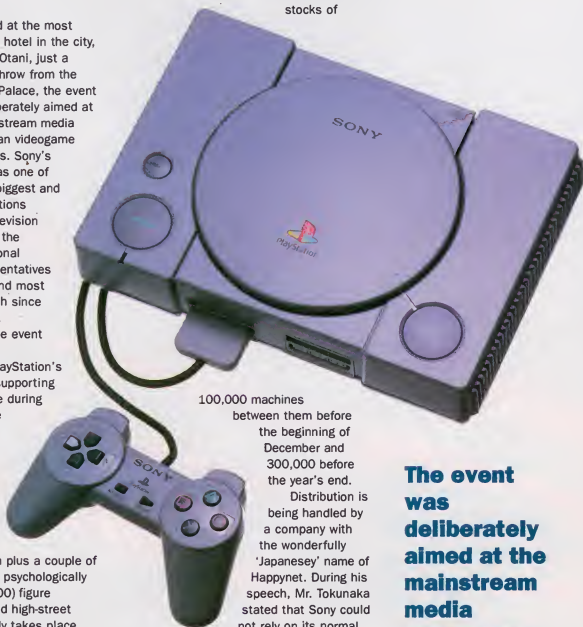 stocks of
d at the most
hotel in the city,
Otani, just a
hrow from the
Palace, the event
berately aimed at
stream media
an videogame
s. Sony's
as one of
biggest and
tions
evision
the
onal
entatives
nd most
h since
e event
ayStation's
supporting
e during
SONY
PlayStation
100,000 machines
between them before
the beginning of
December and
300,000 before
the year's end.
Distribution is
being handled by
a company with
the wonderfully
'Japanesey' name of
Happynet. During his
speech, Mr. Tokunaka
stated that Sony could
not rely on its normal
SONY
n plus a couple of
psychologically
00) figure
d high-street
ly takes place
The event
was
deliberately
aimed at the
mainstream
media